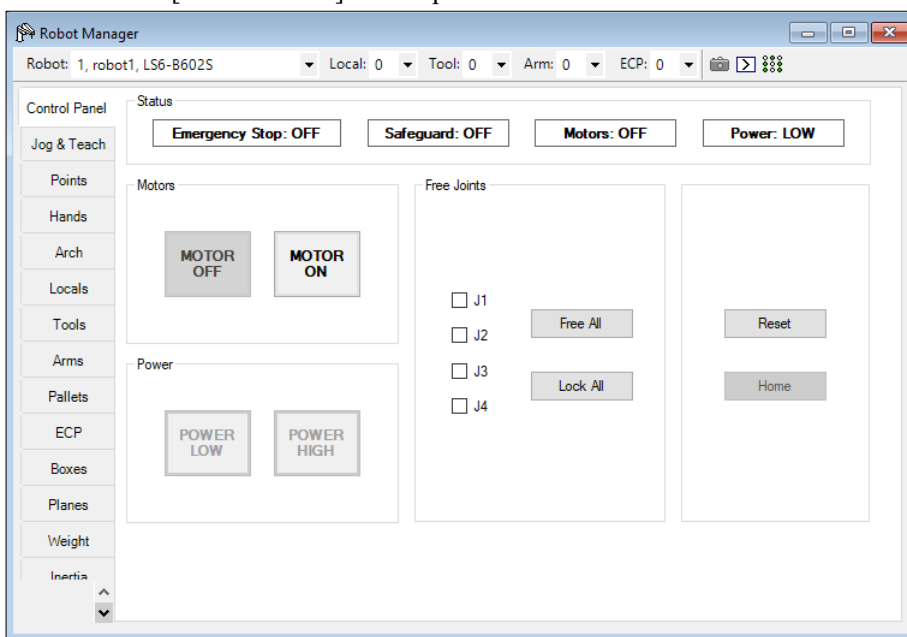 Robot Manager
Robot: 1, robot1, LS6-B602S Local: 0 Tool: 0 Arm: 0 ECP: 0
Control Panel
Jog & Teach
Points
Hands
Arch
Locals
Tools
Arms
Pallets
ECP
Boxes
Planes
Weight
Inertia
Status
Emergency Stop: OFF Safeguard: OFF Motors: OFF Power: LOW
Motors
MOTOR
OFF
MOTOR
ON
Power
POWER
LOW
POWER
HIGH
Free Joints
J1
J2
J3
J4
Free All
Lock All
Reset
Home